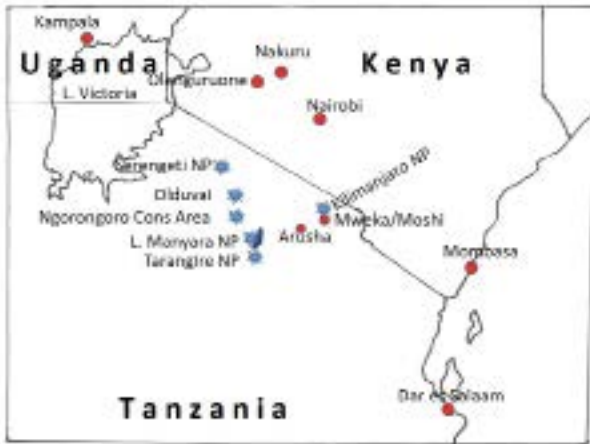 Kampala
Uganda
Kenya
Nakuru
Olenguruone
L. Victoria
Nairobi
Serengeti NP
Kilimanjaro NP
Olduvai
Ngorongoro Cons Area
Mweka/Moshi
Arusha
L. Manyara NP
Tarangire NP
Mombasa
Dar es Salaam
Tanzania